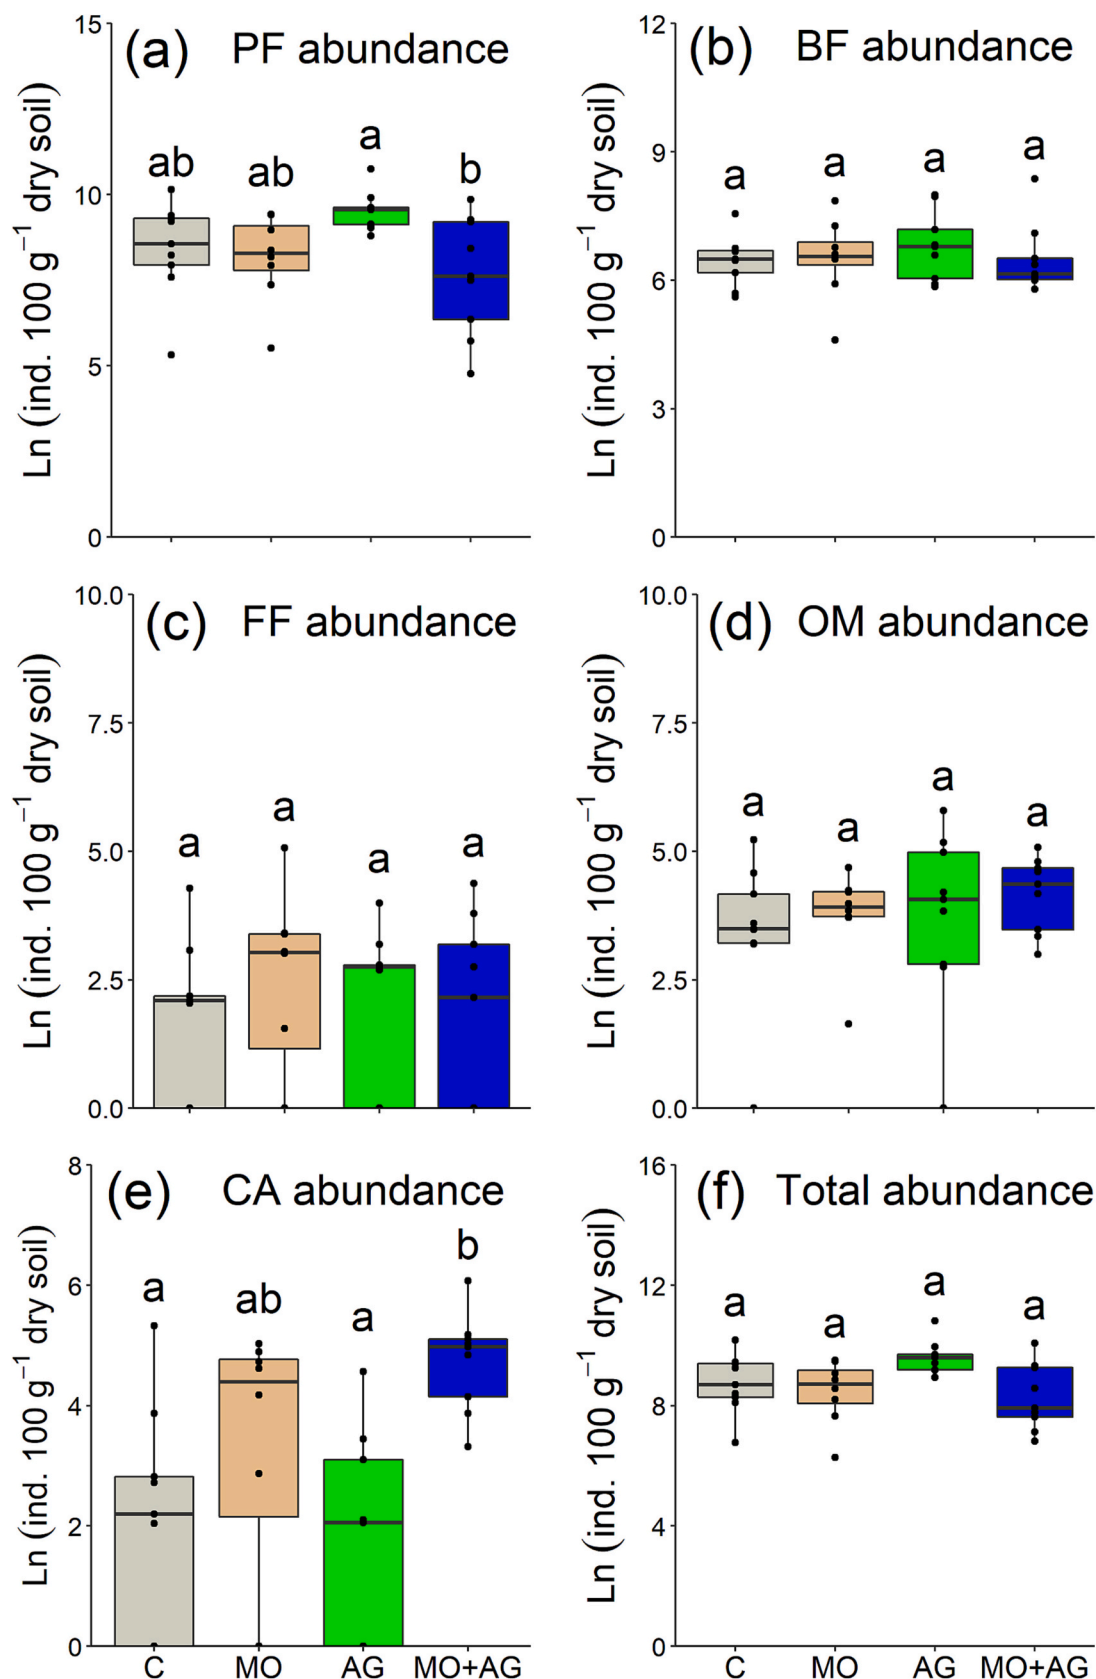 (a) PF abundance
Ln (ind. 100 g⁻¹ dry soil)
15
10
5
0
ab
ab
a
b
(b) BF abundance
Ln (ind. 100 g⁻¹ dry soil)
12
9
6
3
0
a
a
a
a
(c) FF abundance
Ln (ind. 100 g⁻¹ dry soil)
10.0
7.5
5.0
2.5
0.0
a
a
a
a
(d) OM abundance
Ln (ind. 100 g⁻¹ dry soil)
10.0
7.5
5.0
2.5
0.0
a
a
a
a
(e) CA abundance
Ln (ind. 100 g⁻¹ dry soil)
8
6
4
2
0
a
ab
a
b
C MO AG MO+AG
(f) Total abundance
Ln (ind. 100 g⁻¹ dry soil)
16
12
8
4
0
a
a
a
a
C MO AG MO+AG